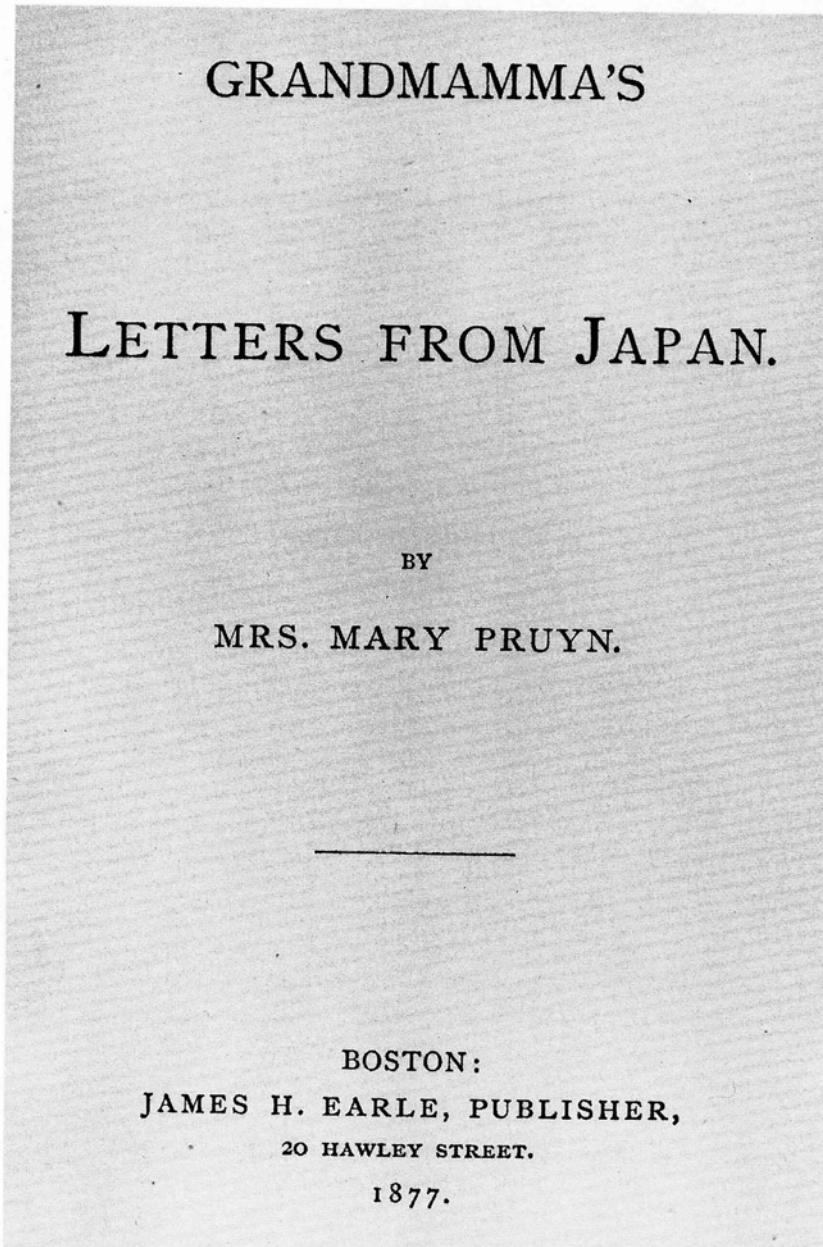 GRANDMAMMA'S
LETTERS FROM JAPAN.
BY
MRS. MARY PRUYN.
BOSTON:
JAMES H. EARLE, PUBLISHER,
20 HAWLEY STREET.
1877.